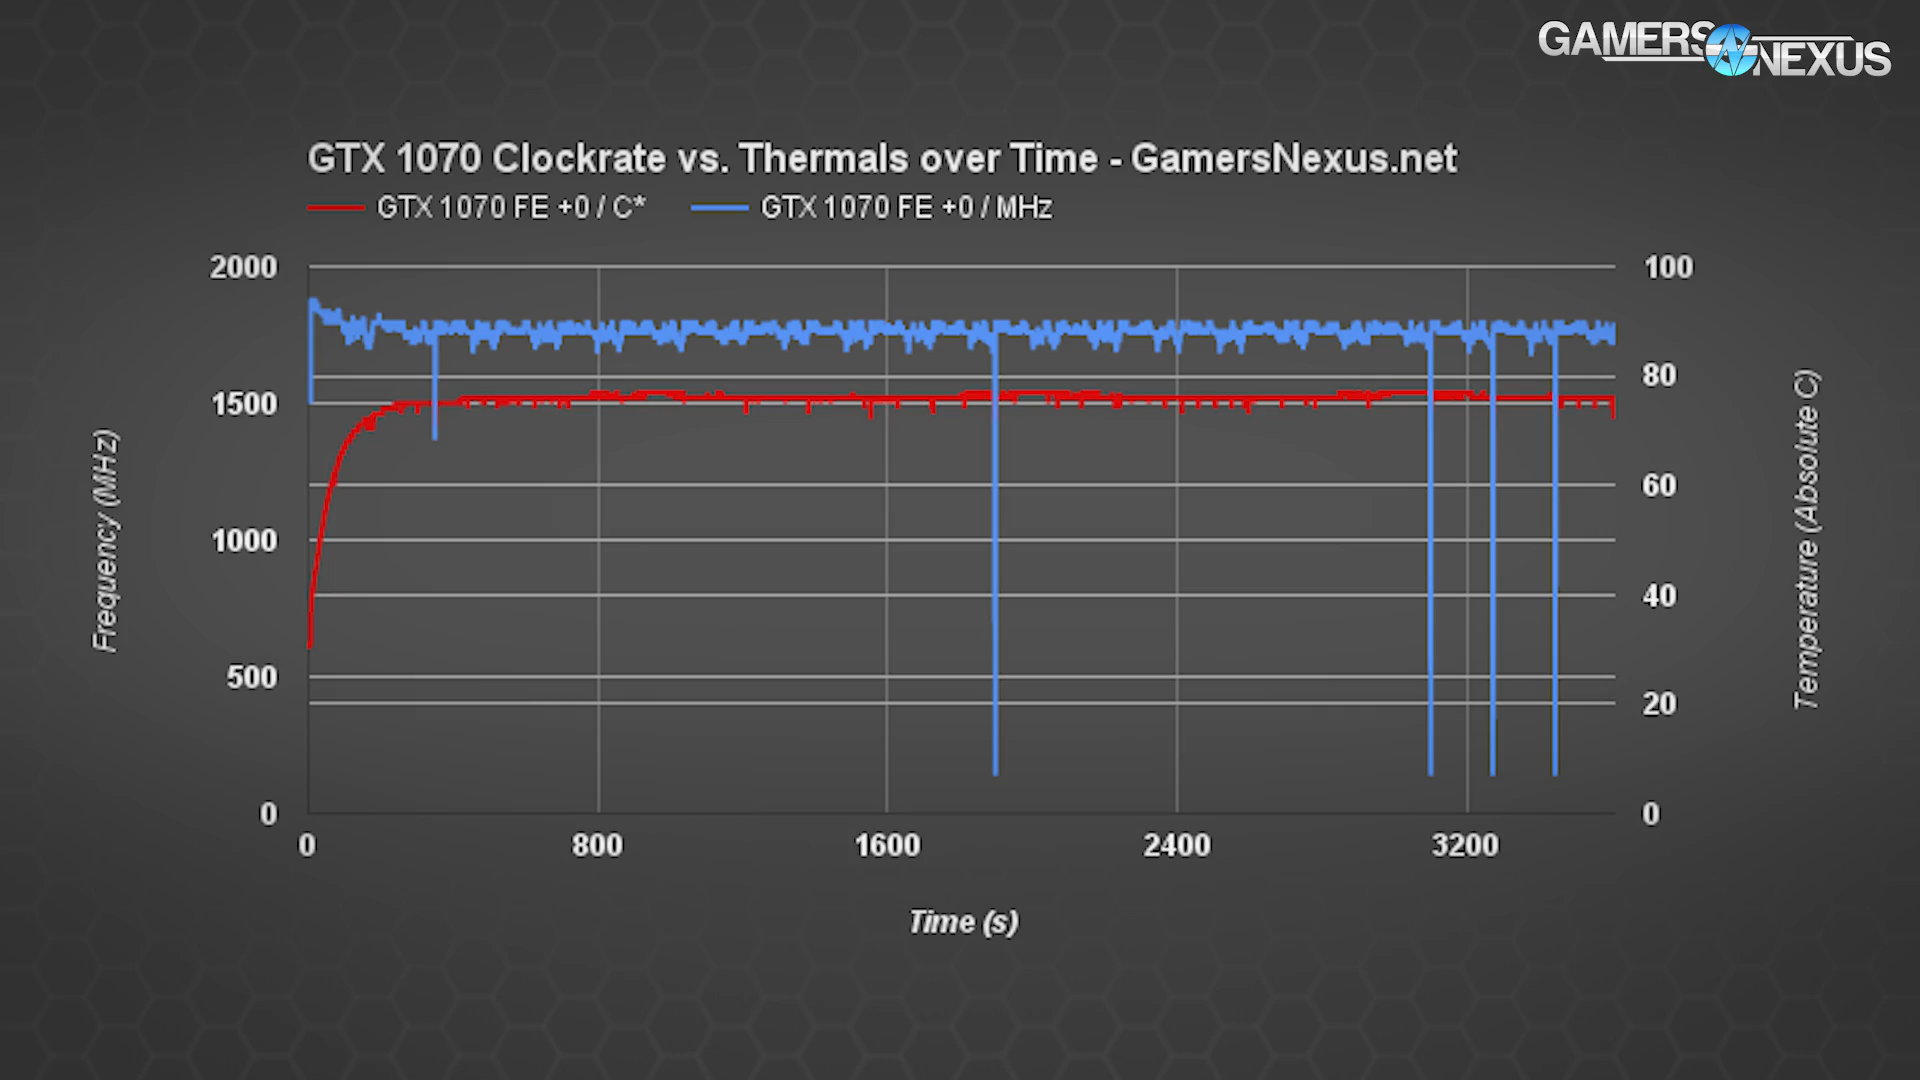 GAMERS NEXUS
GTX 1070 Clockrate vs. Thermals over Time - GamersNexus.net
GTX 1070 FE +0 / C* GTX 1070 FE +0 / MHz
2000
1500
1000
500
0
Frequency (MHz)
100
80
60
40
20
0
Temperature (Absolute C)
0 800 1600 2400 3200
Time (s)